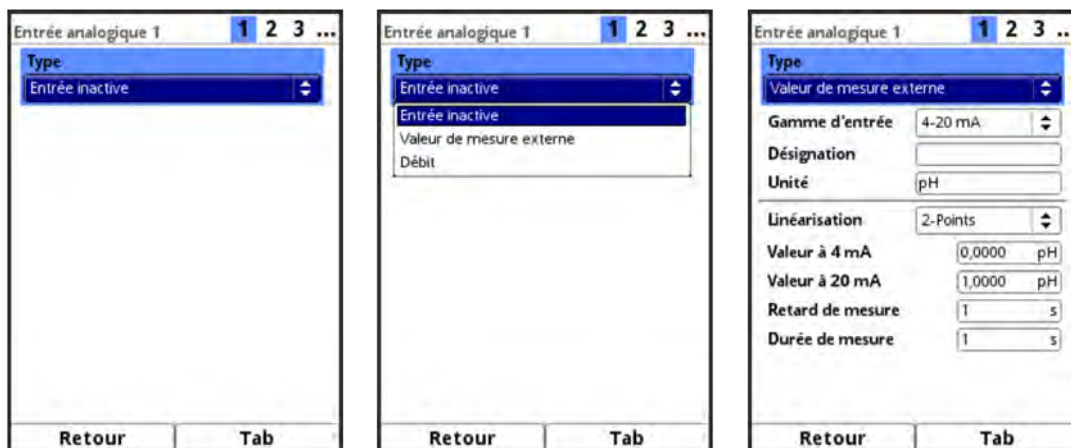 Entrée analogique 1 1 2 3 ...
Type
Entrée inactive
Retour Tab
Entrée analogique 1 1 2 3 ...
Type
Entrée inactive
Entrée inactive
Valeur de mesure externe
Débit
Retour Tab
Entrée analogique 1 1 2 3 ..
Type
Valeur de mesure externe
Gamme d'entrée 4-20 mA
Désignation
Unité pH
Linéarisation 2-Points
Valeur à 4 mA 0,0000 pH
Valeur à 20 mA 1,0000 pH
Retard de mesure 1 s
Durée de mesure 1 s
Retour Tab